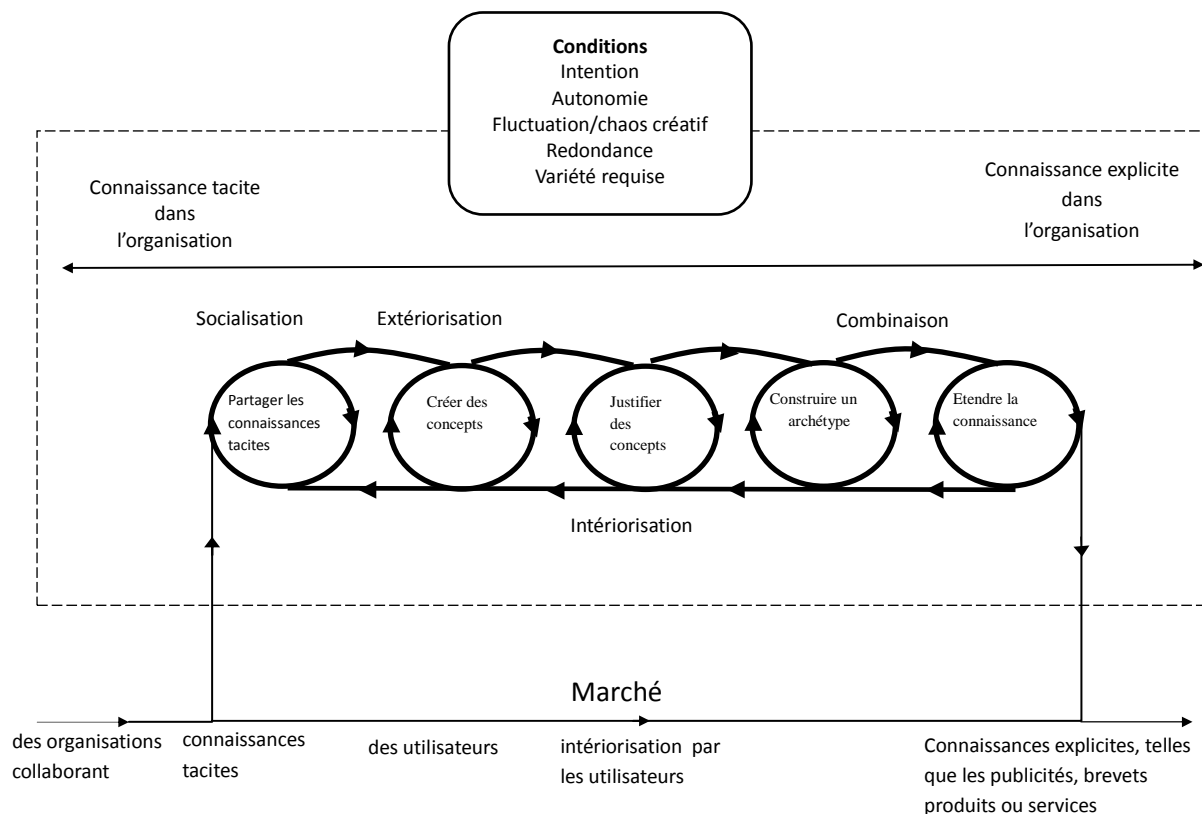 Conditions
Intention
Autonomie
Fluctuation/chaos créatif
Redondance
Variété requise
Connaissance tacite
dans
l'organisation
Connaissance explicite
dans
l'organisation
Socialisation
Extériorisation
Combinaison
Partager les
connaissances
tacites
Créer des
concepts
Justifier
des
concepts
Construire un
archétype
Etendre la
connaissance
Intériorisation
Marché
des organisations
collaborant
connaissances
tacites
des utilisateurs
intériorisation par
les utilisateurs
Connaissances explicites, telles
que les publicités, brevets
produits ou services